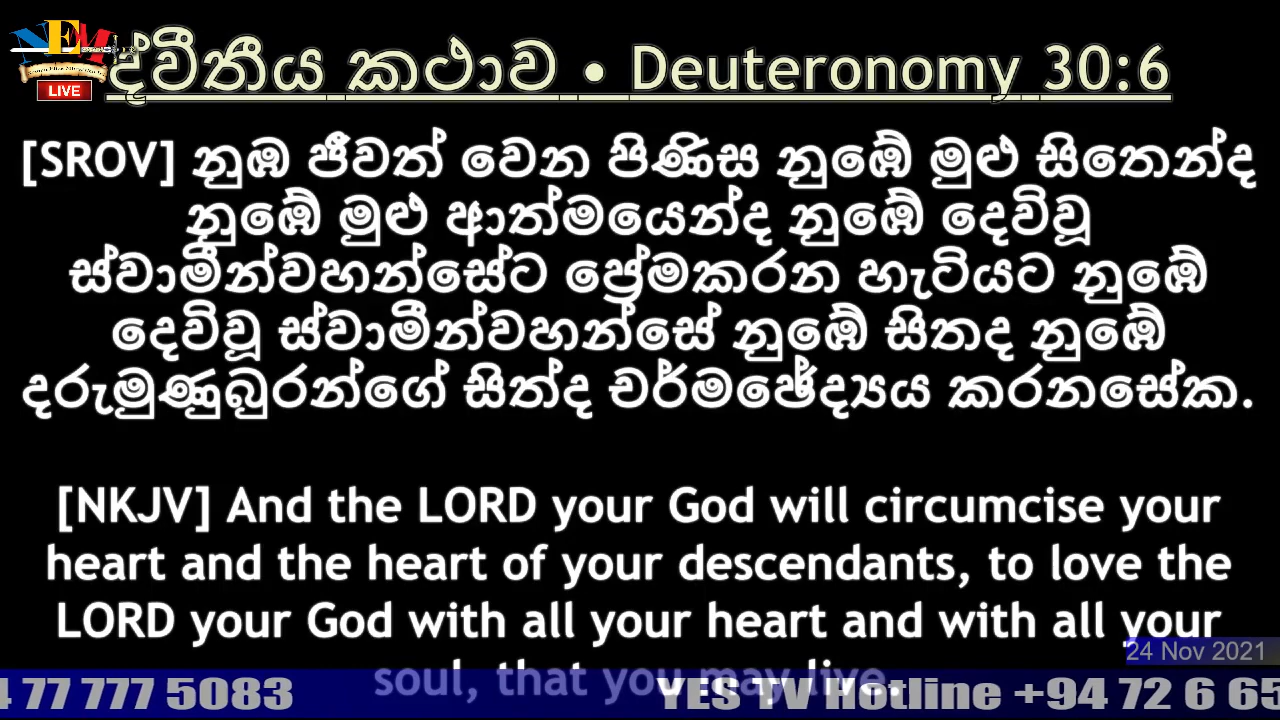 NEM
LIVE
ද්වීතීය කථාව • Deuteronomy 30:6
[SROV] නුඹ ජීවත් වෙන පිණිස නුඹේ මුළු සිතෙන්ද
නුඹේ මුළු ආත්මයෙන්ද නුඹේ දෙවිවූ
ස්වාමීන්වහන්සේට ප්‍රේමකරන හැටියට නුඹේ
දෙවිවූ ස්වාමීන්වහන්සේ නුඹේ සිතද නුඹේ
දරුමුණුබුරන්ගේ සිත්ද චර්මඡේද්‍යය කරනසේක.
[NKJV] And the LORD your God will circumcise your
heart and the heart of your descendants, to love the
LORD your God with all your heart and with all your
soul, that you may live.
24 Nov 2021
4 77 777 5083 YES TV Hotline +94 72 6 65